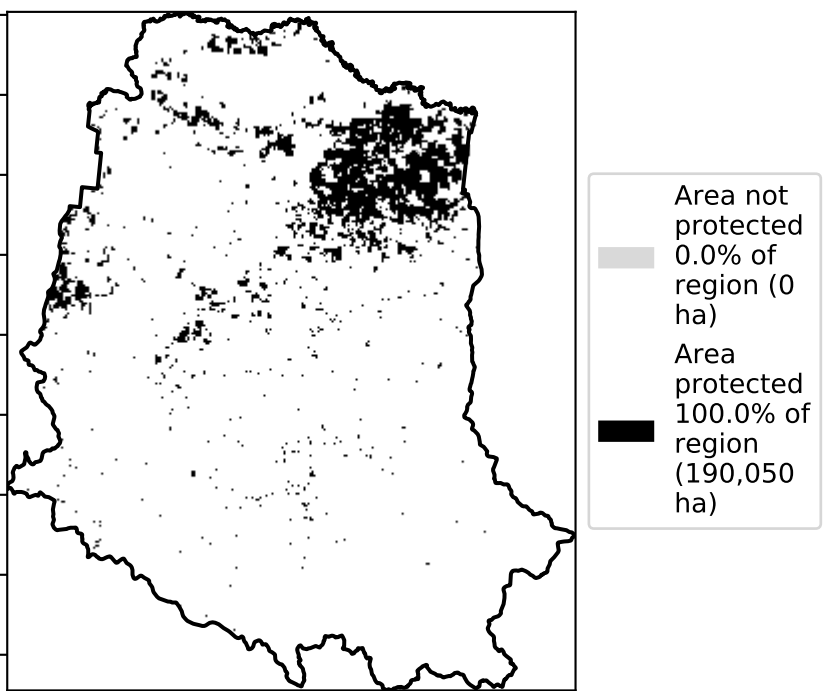 Area not
protected
0.0% of
region (0
ha)
Area
protected
100.0% of
region
(190,050
ha)